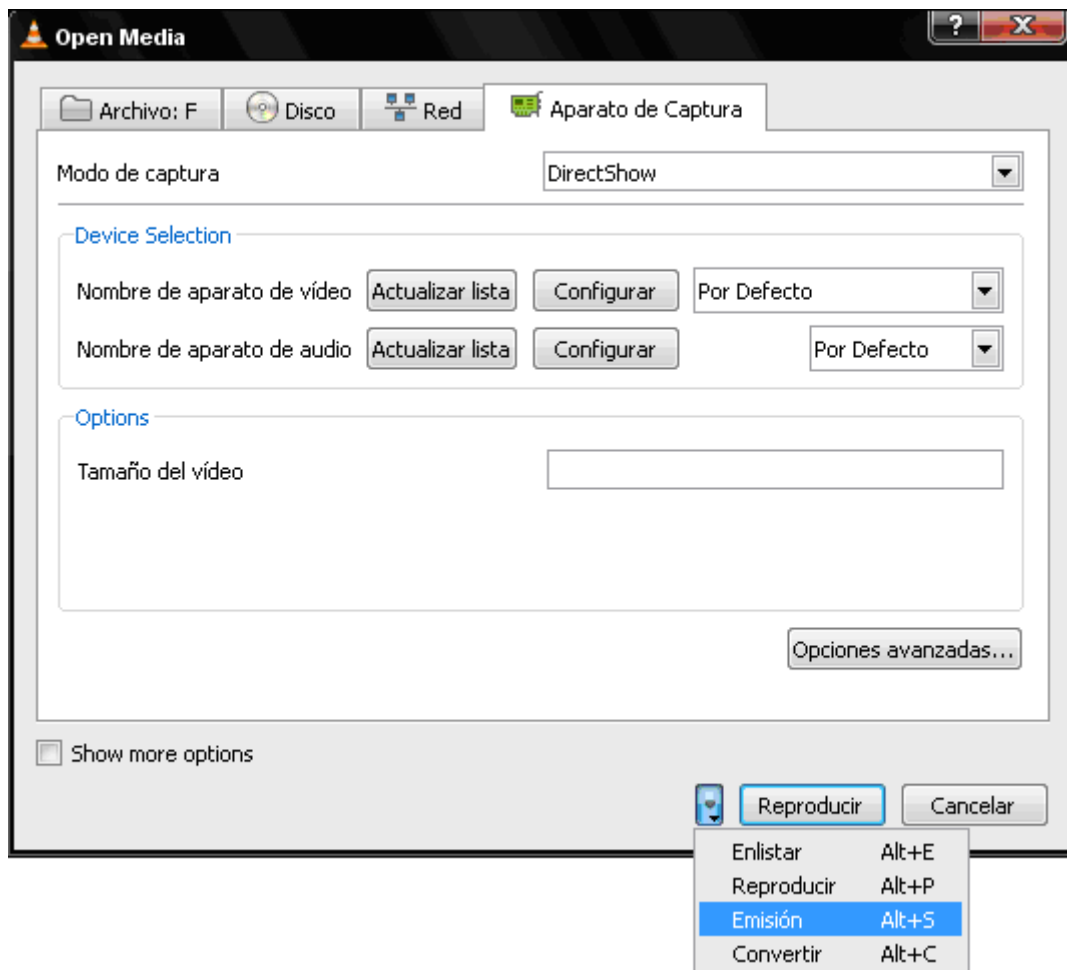 Open Media
Archivo: F Disco Red Aparato de Captura
Modo de captura DirectShow
Device Selection
Nombre de aparato de vídeo Actualizar lista Configurar Por Defecto
Nombre de aparato de audio Actualizar lista Configurar Por Defecto
Options
Tamaño del vídeo
Opciones avanzadas...
Show more options
Reproducir Cancelar
Enlistar Alt+E
Reproducir Alt+P
Emisión Alt+S
Convertir Alt+C